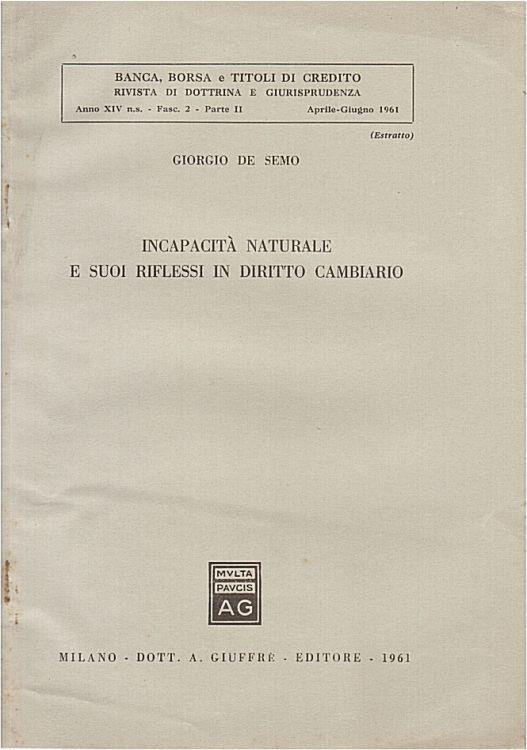 BANCA, BORSA e TITOLI DI CREDITO
RIVISTA DI DOTTRINA E GIURISPRUDENZA
Anno XIV n.s. - Fasc. 2 - Parte II Aprile-Giugno 1961
(Estratto)
GIORGIO DE SEMO
INCAPACITÀ NATURALE
E SUOI RIFLESSI IN DIRITTO CAMBIARIO
MVLTA
PAVCIS
AG
MILANO - DOTT. A. GIUFFRÈ - EDITORE - 1961